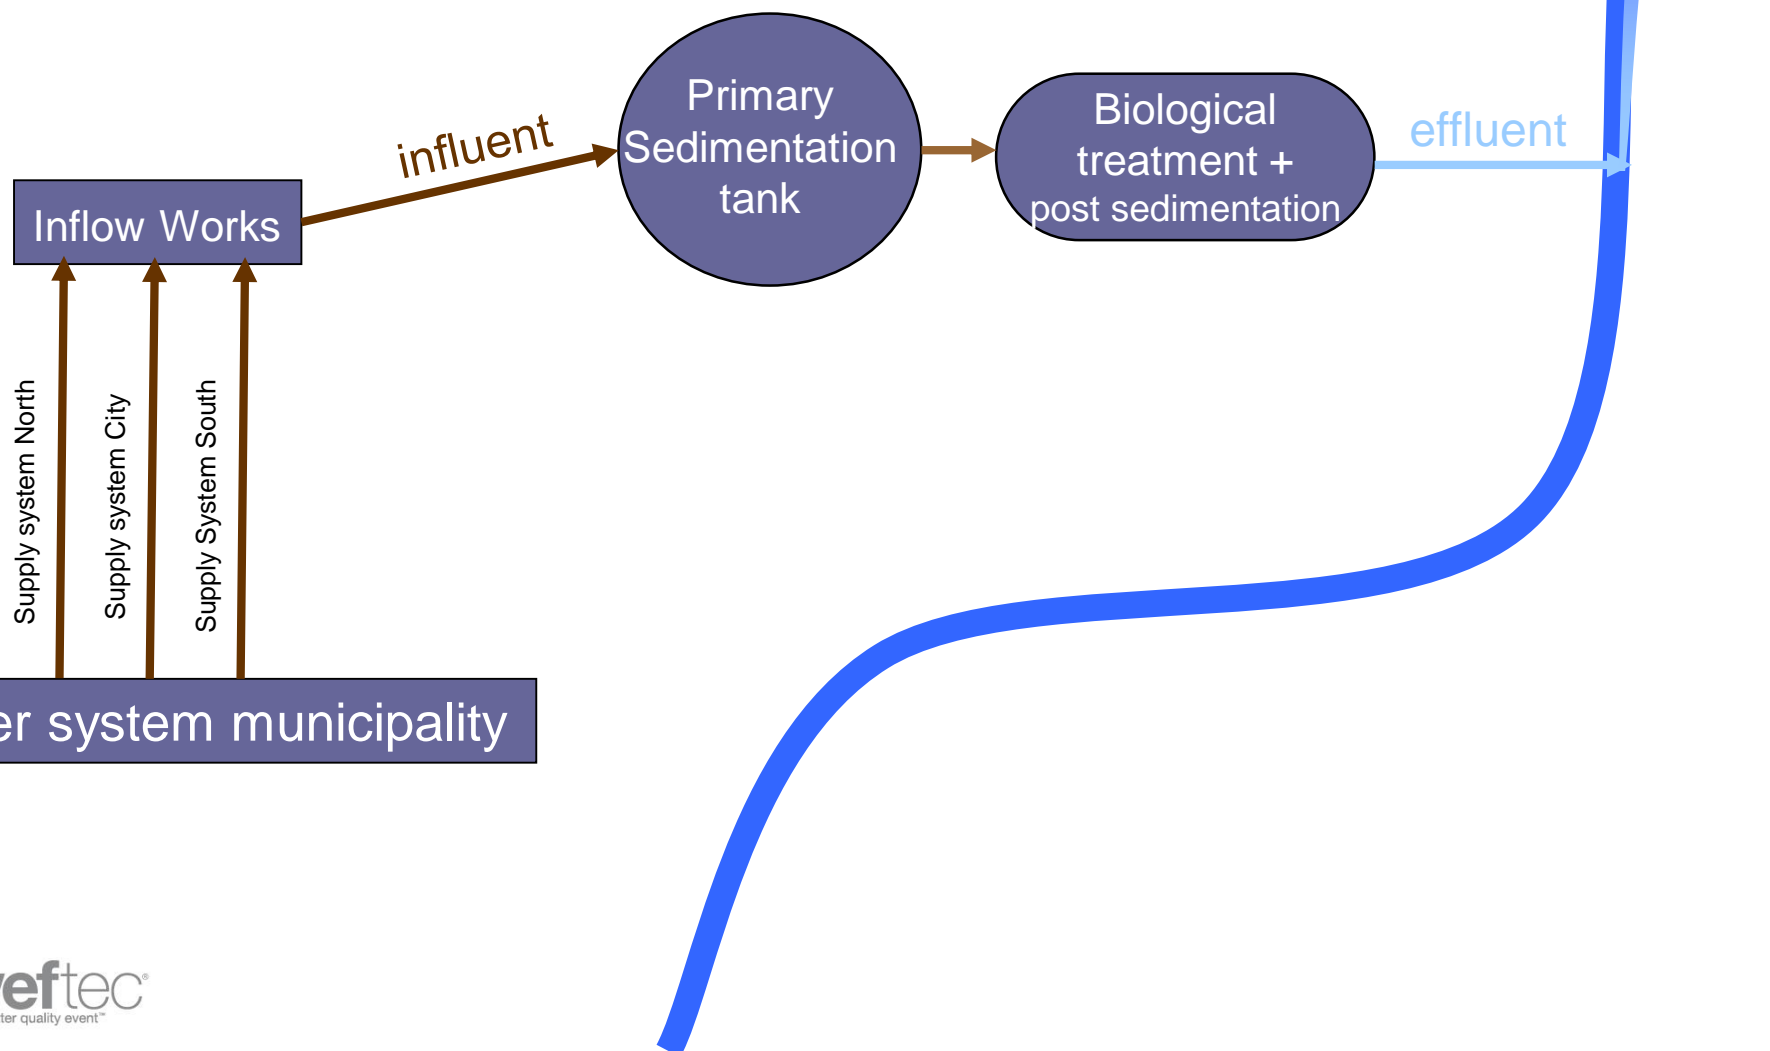 Primary
Sedimentation
tank
Biological
treatment +
post sedimentation
effluent
influent
Inflow Works
Supply system North
Supply system City
Supply System South
er system municipality
eftec®
ter quality event™